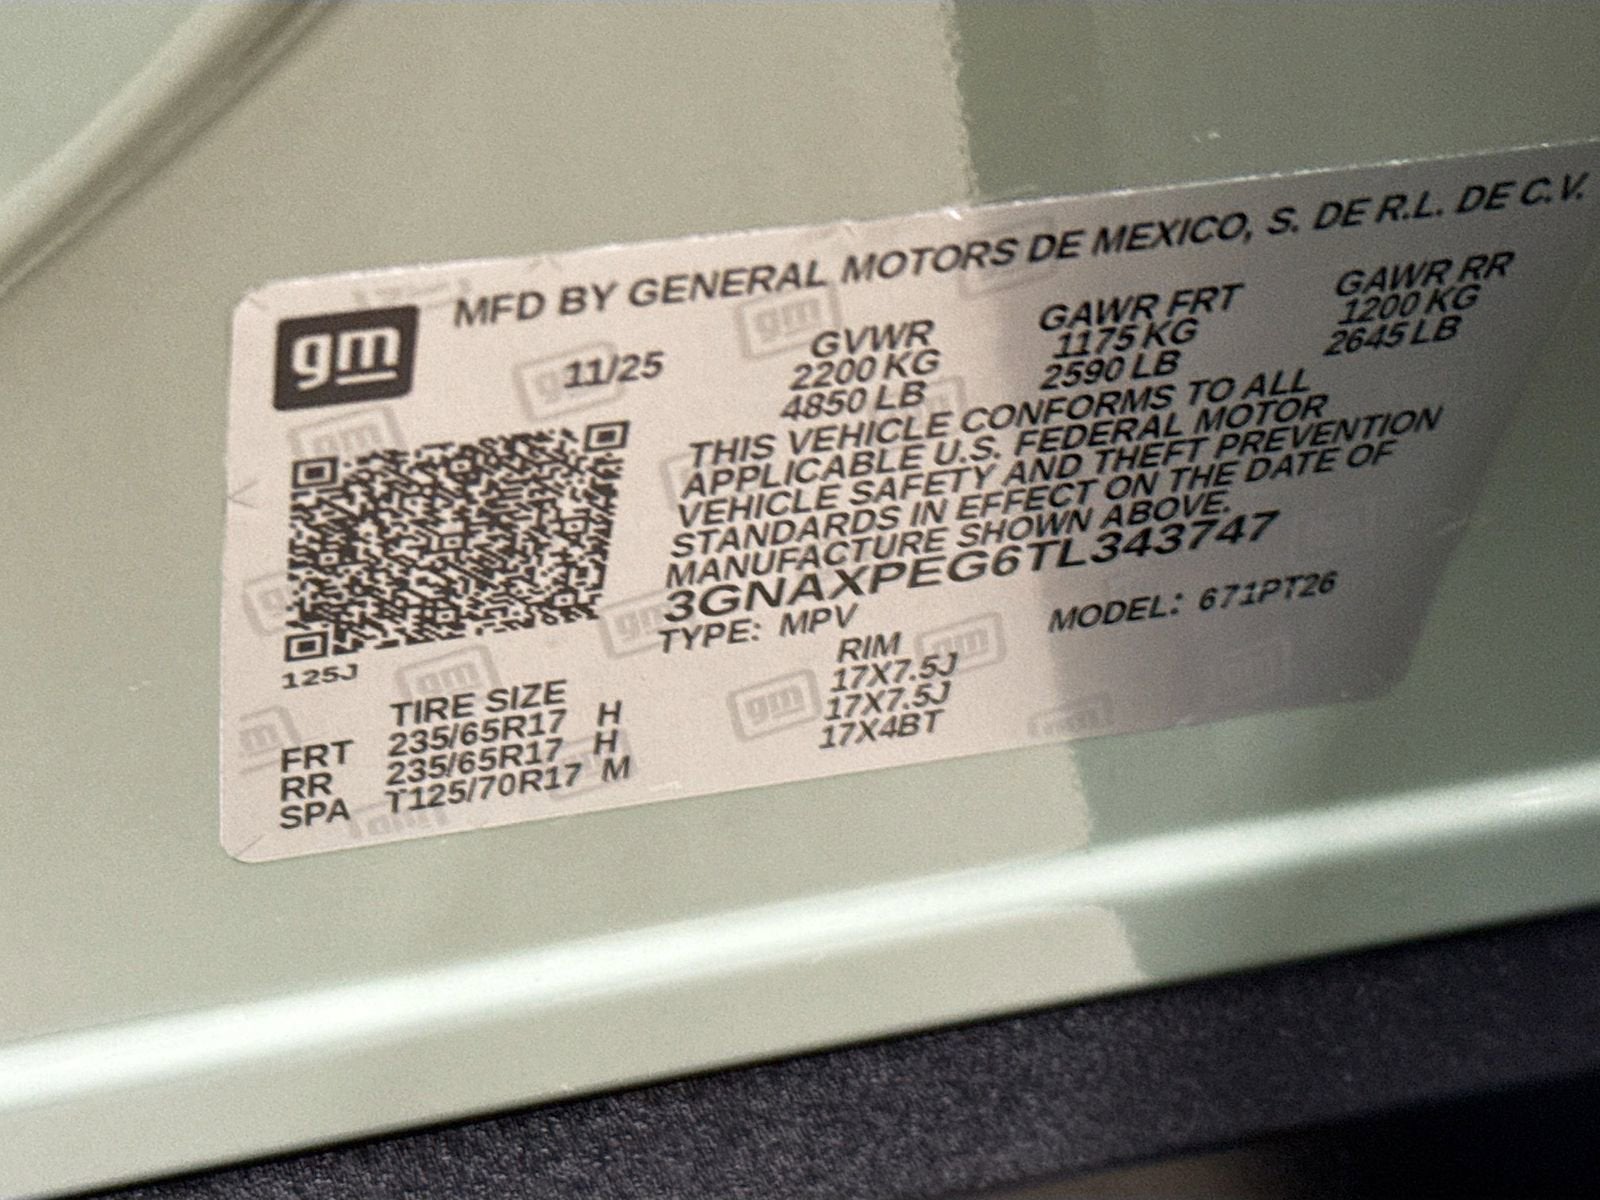 gm
MFD BY GENERAL MOTORS DE MEXICO, S. DE R.L. DE C.V.
11/25
GVWR
2200 KG
4850 LB
GAWR FRT
1175 KG
2590 LB
GAWR RR
1200 KG
2645 LB
THIS VEHICLE CONFORMS TO ALL
APPLICABLE U.S. FEDERAL MOTOR
VEHICLE SAFETY AND THEFT PREVENTION
STANDARDS IN EFFECT ON THE DATE OF
MANUFACTURE SHOWN ABOVE.
3GNAXPEG6TL343747
TYPE: MPV
MODEL: 671PT26
125J
TIRE SIZE
RIM
FRT 235/65R17 H 17X7.5J
RR 235/65R17 H 17X7.5J
SPA T125/70R17 M 17X4BT